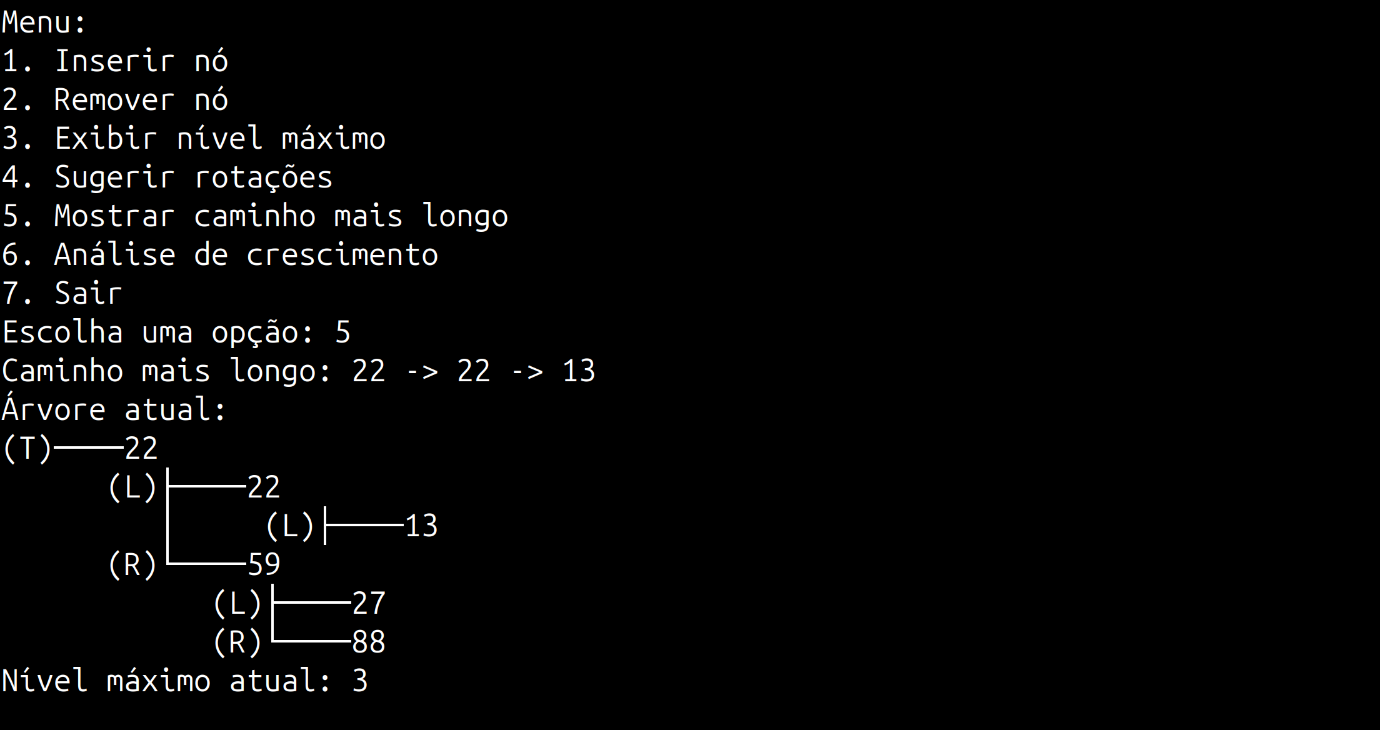 Menu:
1. Inserir nó
2. Remover nó
3. Exibir nível máximo
4. Sugerir rotações
5. Mostrar caminho mais longo
6. Análise de crescimento
7. Sair
Escolha uma opção: 5
Caminho mais longo: 22 -> 22 -> 13
Árvore atual:
(T)────22
      (L)├────22
               (L)├────13
      (R)└────59
            (L)├────27
            (R)└────88
Nível máximo atual: 3